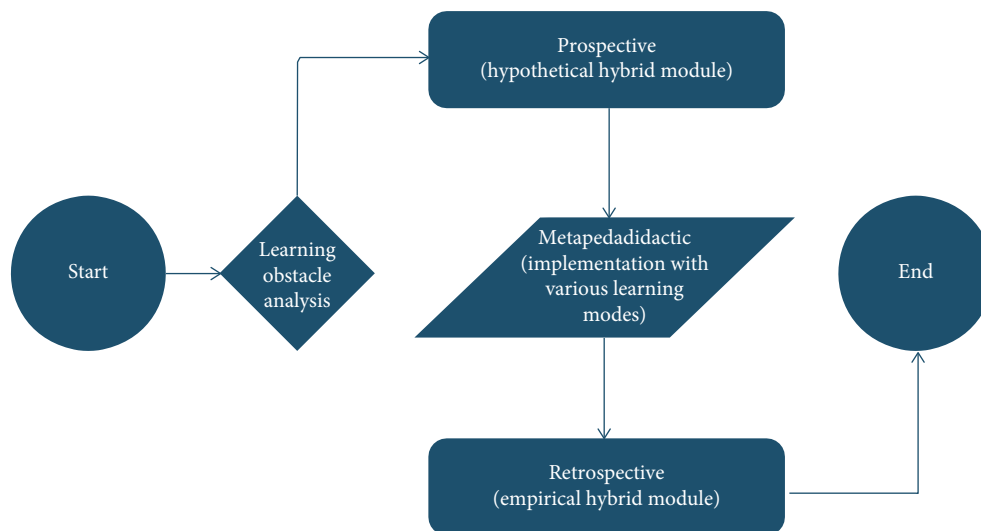 Start
Learning
obstacle
analysis
Prospective
(hypothetical hybrid module)
Metapedadidactic
(implementation with
various learning
modes)
Retrospective
(empirical hybrid module)
End